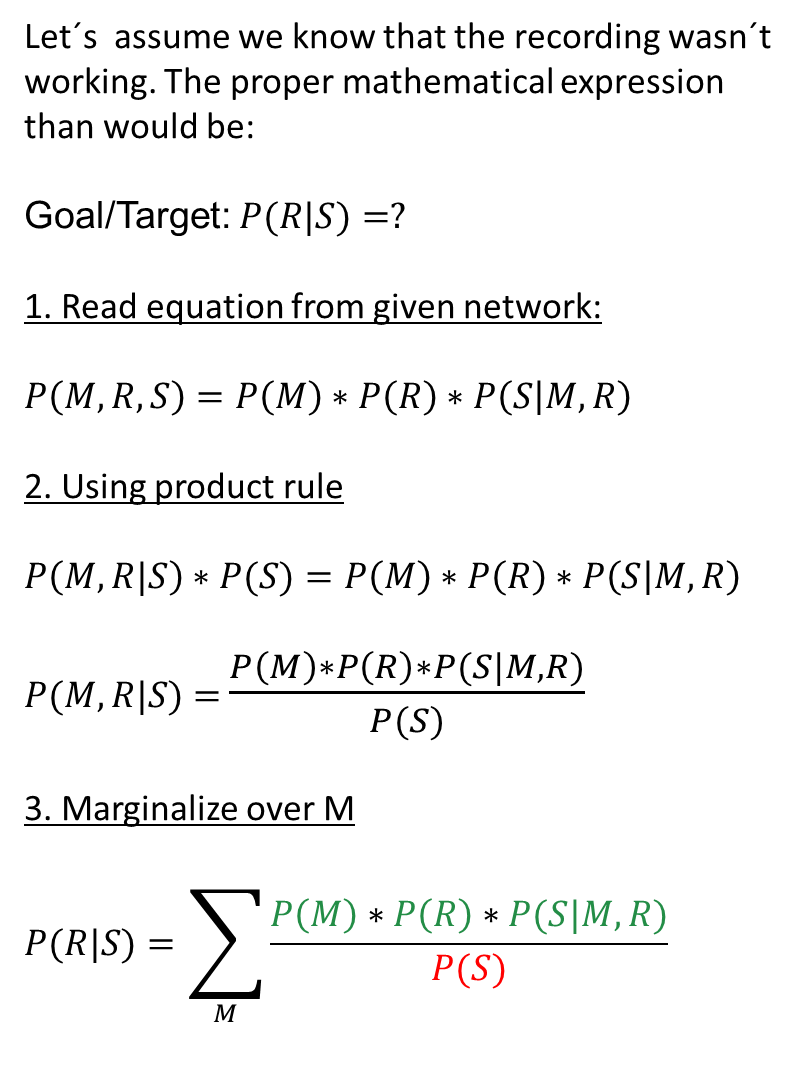 Let´s assume we know that the recording wasn´t
working. The proper mathematical expression
than would be:
Goal/Target: P(R|S) =?
1. Read equation from given network:
P(M, R, S) = P(M) ∗ P(R) ∗ P(S|M, R)
2. Using product rule
P(M, R|S) ∗ P(S) = P(M) ∗ P(R) ∗ P(S|M, R)
P(M, R|S) = P(M)∗P(R)∗P(S|M,R)
P(S)
3. Marginalize over M
P(R|S) = ∑ P(M) ∗ P(R) ∗ P(S|M, R)
P(S)
M